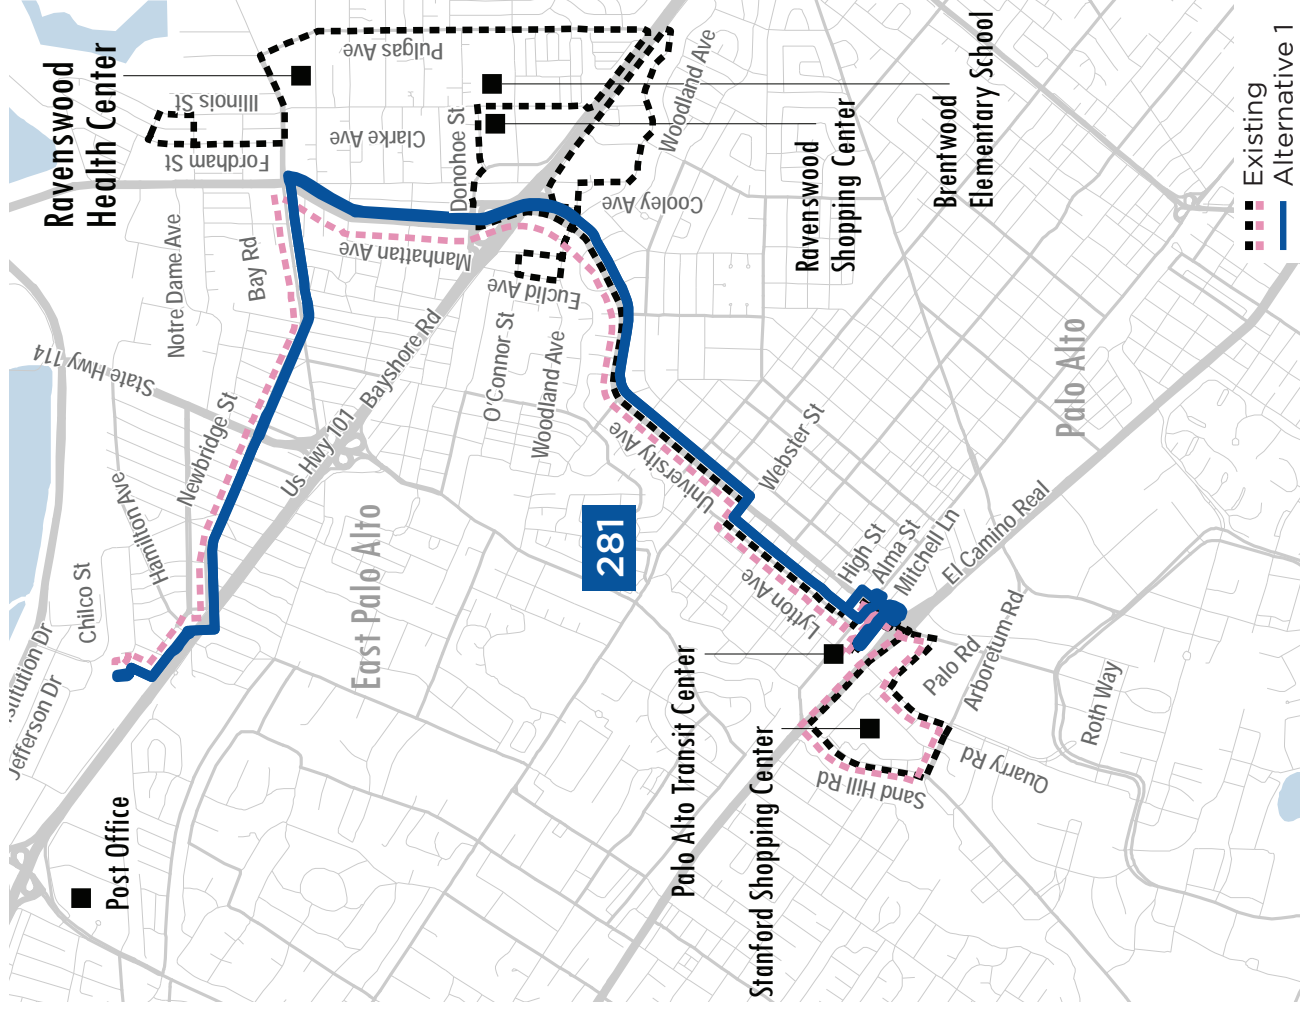 Ravenswood
Health Center
Pulgas Ave
Illinois St
Fordham St
Clarke Ave
Donohoe St
Woodland Ave
Cooley Ave
Ravenswood
Shopping Center
Brentwood
Elementary School
Existing
Alternative 1
Notre Dame Ave
Bay Rd
Manhattan Ave
Euclid Ave
State Hwy 114
Newbridge St
Us Hwy 101
Bayshore Rd
O'Connor St
Woodland Ave
Hamilton Ave
Chilco St
Jefferson Dr
East Palo Alto
281
University Ave
Webster St
Palo Alto
Lytton Ave
High St
Alma St
Mitchell Ln
El Camino Real
Palo Alto Transit Center
Stanford Shopping Center
Palo Rd
Arboretum Rd
Roth Way
Quarry Rd
Sand Hill Rd
Post Office